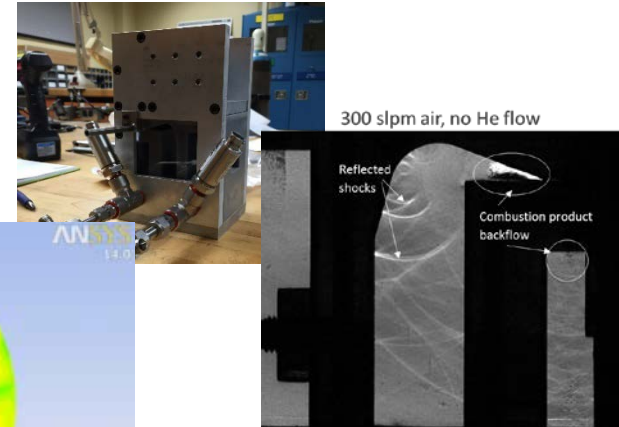 300 slpm air, no He flow
Reflected
shocks
Combustion product
backflow
ANSYS
14.0